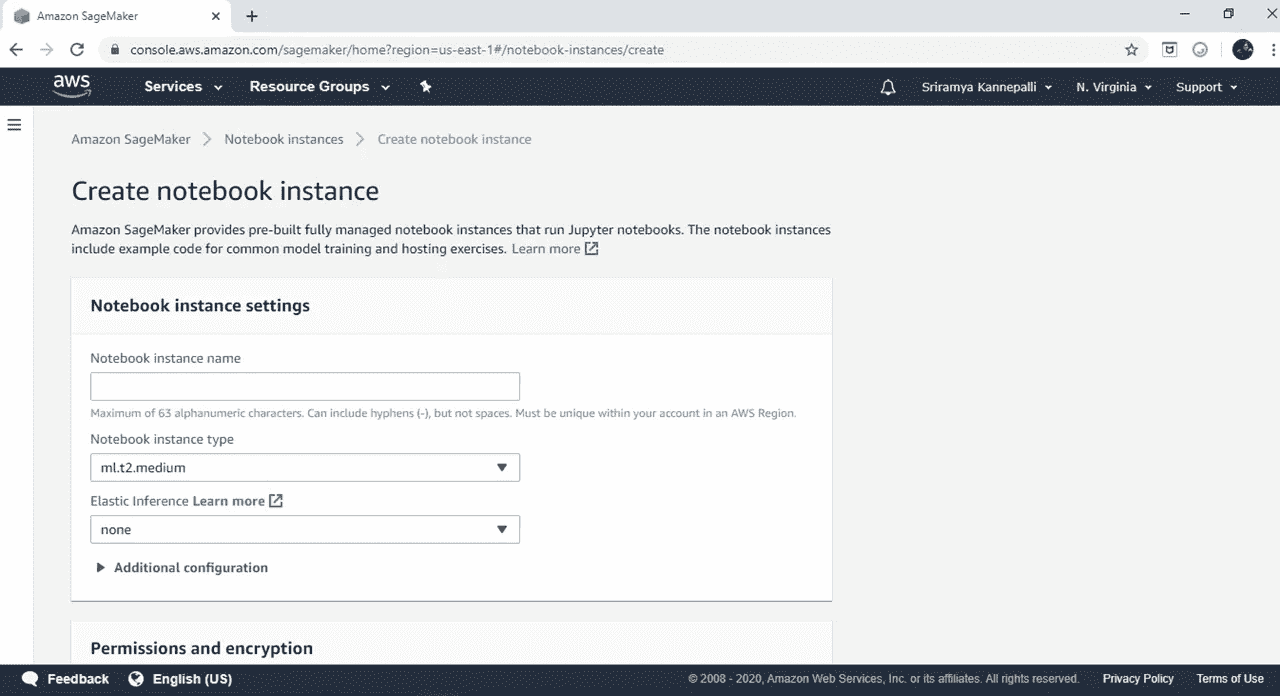 Amazon SageMaker
console.aws.amazon.com/sagemaker/home?region=us-east-1#/notebook-instances/create
aws Services Resource Groups Sriramya Kannepalli N. Virginia Support
Amazon SageMaker Notebook instances Create notebook instance
Create notebook instance
Amazon SageMaker provides pre-built fully managed notebook instances that run Jupyter notebooks. The notebook instances
include example code for common model training and hosting exercises. Learn more
Notebook instance settings
Notebook instance name
Maximum of 63 alphanumeric characters. Can include hyphens (-), but not spaces. Must be unique within your account in an AWS Region.
Notebook instance type
ml.t2.medium
Elastic Inference Learn more
none
Additional configuration
Permissions and encryption
Feedback English (US) © 2008 - 2020, Amazon Web Services, Inc. or its affiliates. All rights reserved. Privacy Policy Terms of Use